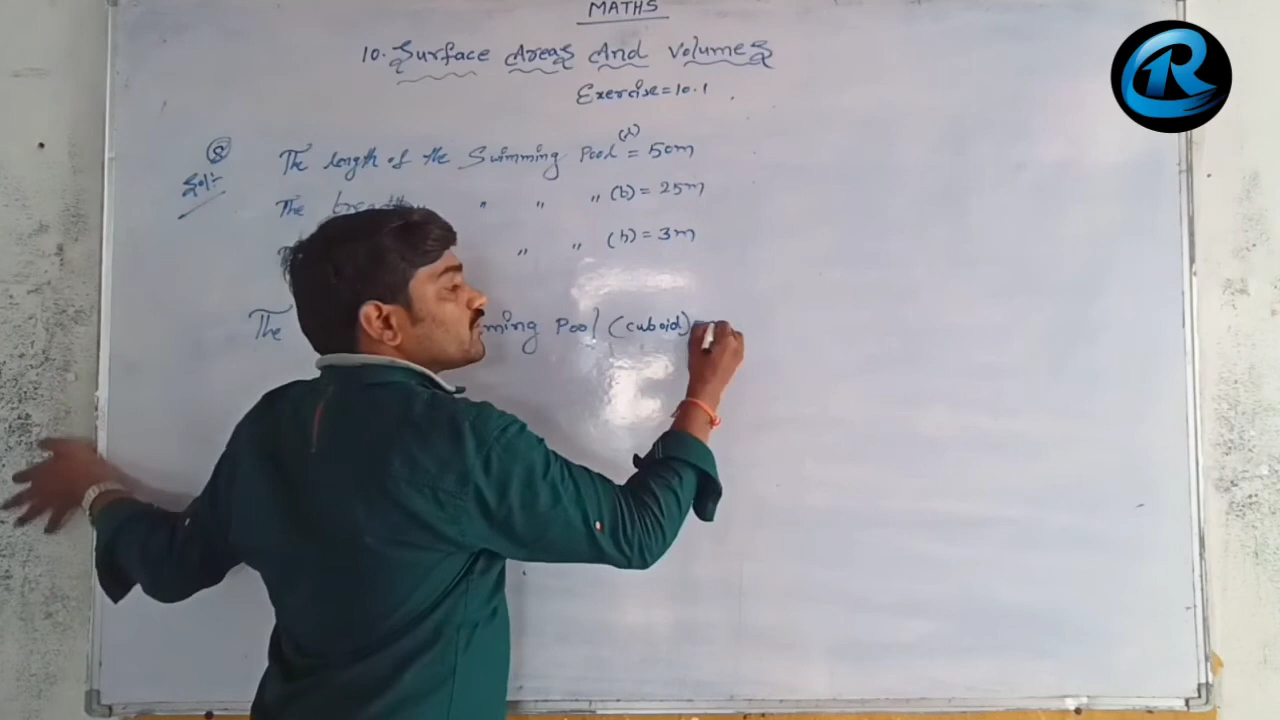 MATHS
10. Surface Areas And Volumes
Exercise = 10.1
8 The length of the Swimming Pool (l) = 50m
Sol:- The breadth " " " (b) = 25m
" " (h) = 3m
The ming Pool (cuboid) =
R